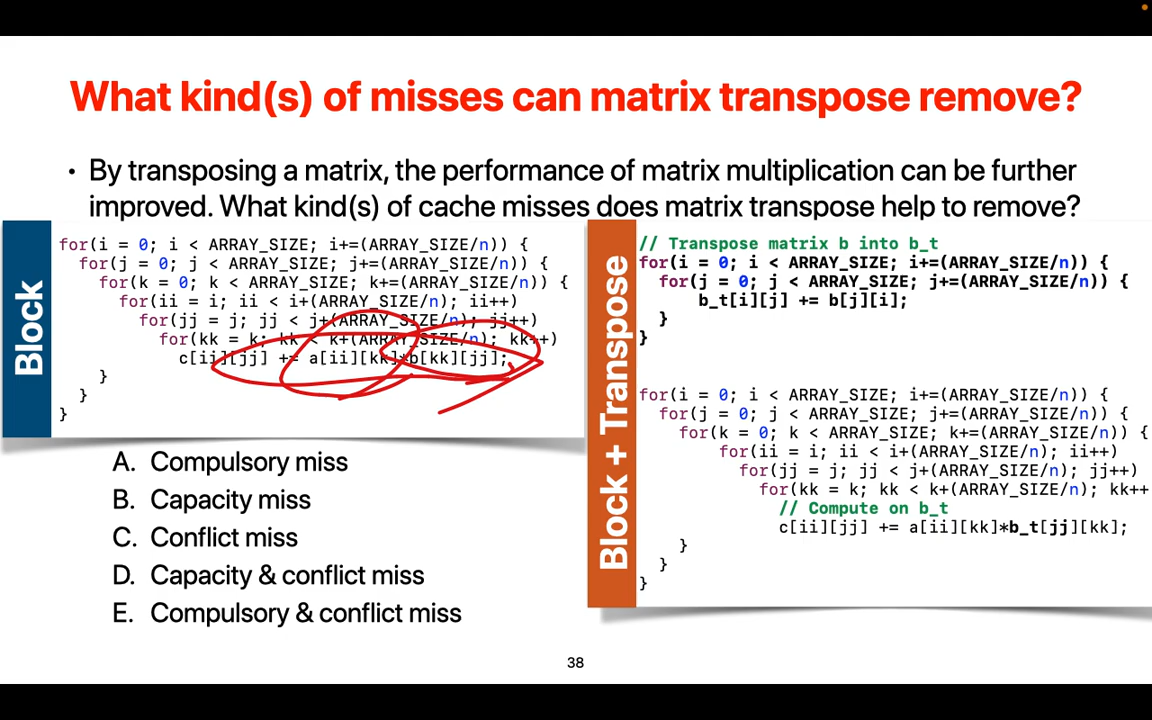 What kind(s) of misses can matrix transpose remove?
• By transposing a matrix, the performance of matrix multiplication can be further
improved. What kind(s) of cache misses does matrix transpose help to remove?
Block
for(i = 0; i < ARRAY_SIZE; i+=(ARRAY_SIZE/n)) {
for(j = 0; j < ARRAY_SIZE; j+=(ARRAY_SIZE/n)) {
for(k = 0; k < ARRAY_SIZE; k+=(ARRAY_SIZE/n)) {
for(ii = i; ii < i+(ARRAY_SIZE/n); ii++)
for(jj = j; jj < j+(ARRAY_SIZE/n); jj++)
for(kk = k; kk < k+(ARRAY_SIZE/n); kk++)
c[ii][jj] += a[ii][kk]*b[kk][jj];
}
}
}
A. Compulsory miss
B. Capacity miss
C. Conflict miss
D. Capacity & conflict miss
E. Compulsory & conflict miss
Block + Transpose
// Transpose matrix b into b_t
for(i = 0; i < ARRAY_SIZE; i+=(ARRAY_SIZE/n)) {
for(j = 0; j < ARRAY_SIZE; j+=(ARRAY_SIZE/n)) {
b_t[i][j] += b[j][i];
}
}
for(i = 0; i < ARRAY_SIZE; i+=(ARRAY_SIZE/n)) {
for(j = 0; j < ARRAY_SIZE; j+=(ARRAY_SIZE/n)) {
for(k = 0; k < ARRAY_SIZE; k+=(ARRAY_SIZE/n)) {
for(ii = i; ii < i+(ARRAY_SIZE/n); ii++)
for(jj = j; jj < j+(ARRAY_SIZE/n); jj++)
for(kk = k; kk < k+(ARRAY_SIZE/n); kk++
// Compute on b_t
c[ii][jj] += a[ii][kk]*b_t[jj][kk];
}
}
}
38